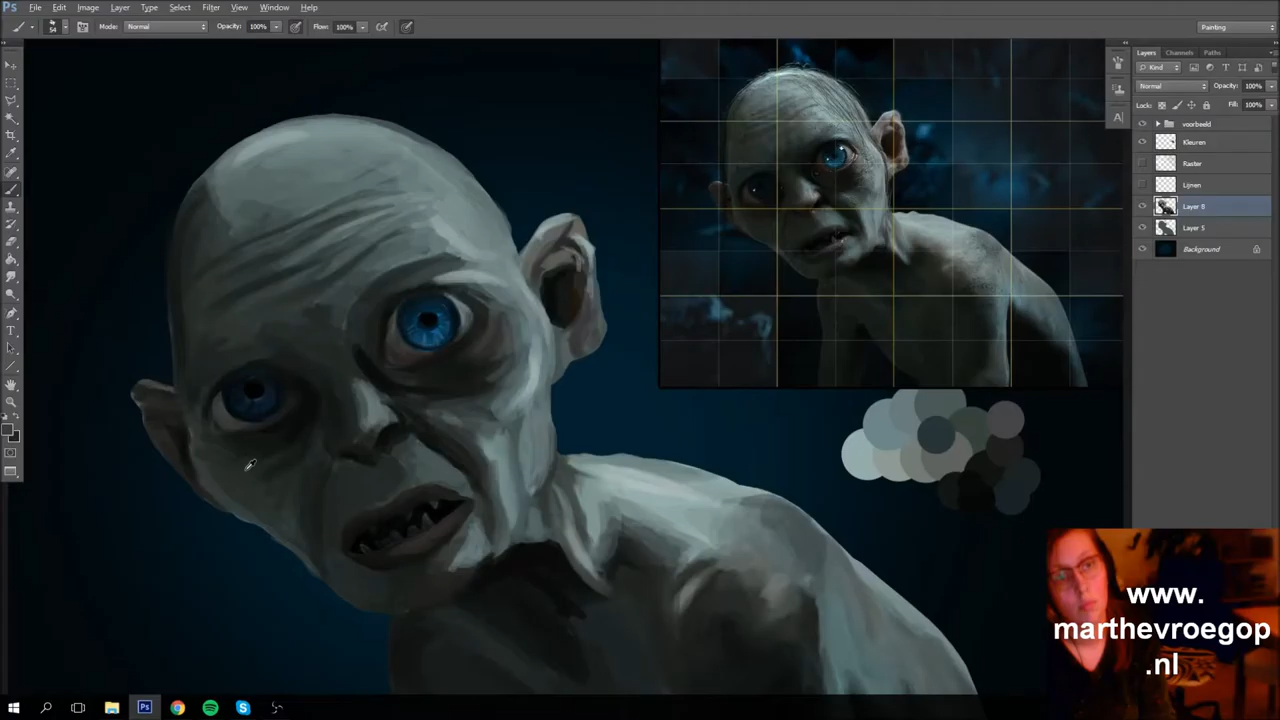 Ps File Edit Image Layer Type Select Filter View Window Help
54 Mode: Normal Opacity: 100% Flow: 100% Painting
Layers Channels Paths
Kind
Normal Opacity: 100%
Lock: Fill: 100%
voorbeeld
Kleuren
Raster
Lijnen
Layer 8
Layer 5
Background
www.
marthevroegop
.nl